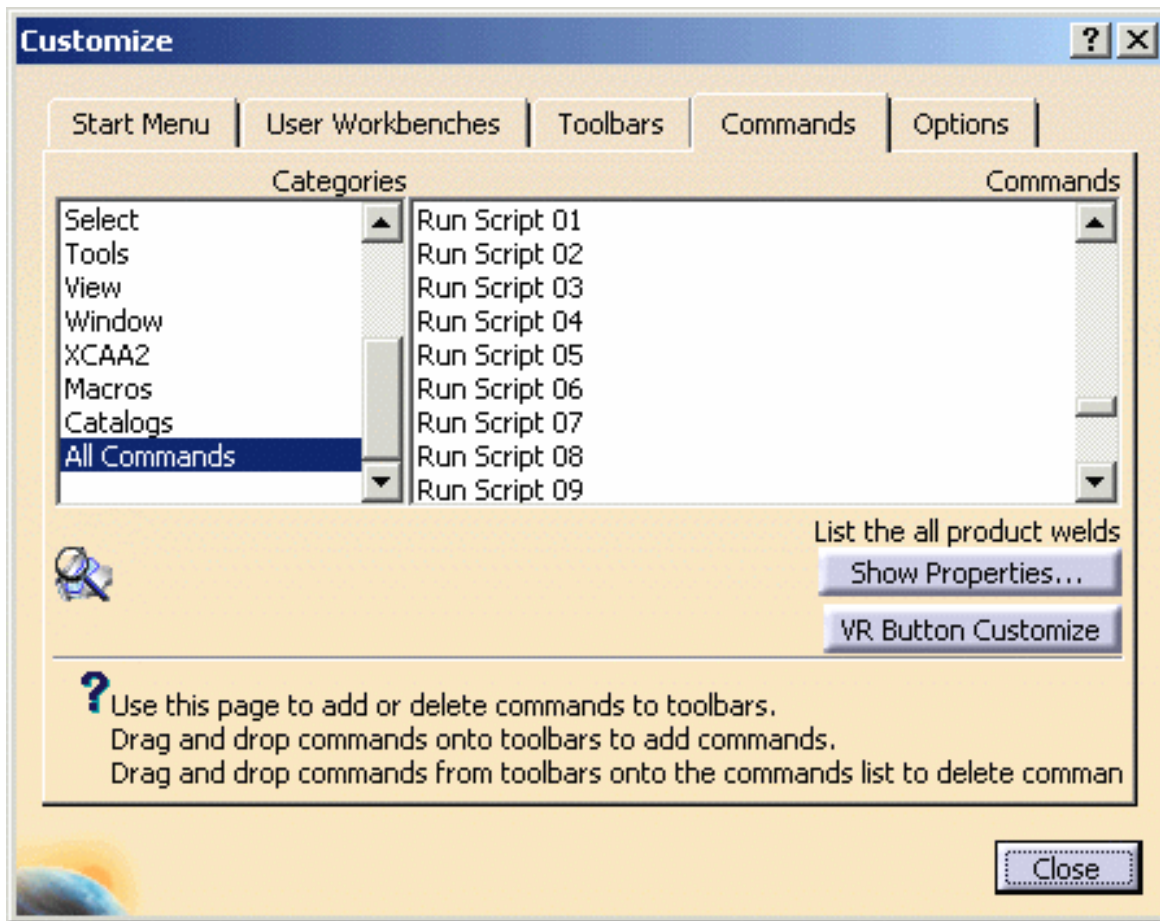 Customize
Start Menu User Workbenches Toolbars Commands Options
Categories Commands
Select
Tools
View
Window
XCAA2
Macros
Catalogs
All Commands
Run Script 01
Run Script 02
Run Script 03
Run Script 04
Run Script 05
Run Script 06
Run Script 07
Run Script 08
Run Script 09
List the all product welds
Show Properties...
VR Button Customize
?
Use this page to add or delete commands to toolbars.
Drag and drop commands onto toolbars to add commands.
Drag and drop commands from toolbars onto the commands list to delete comman
Close